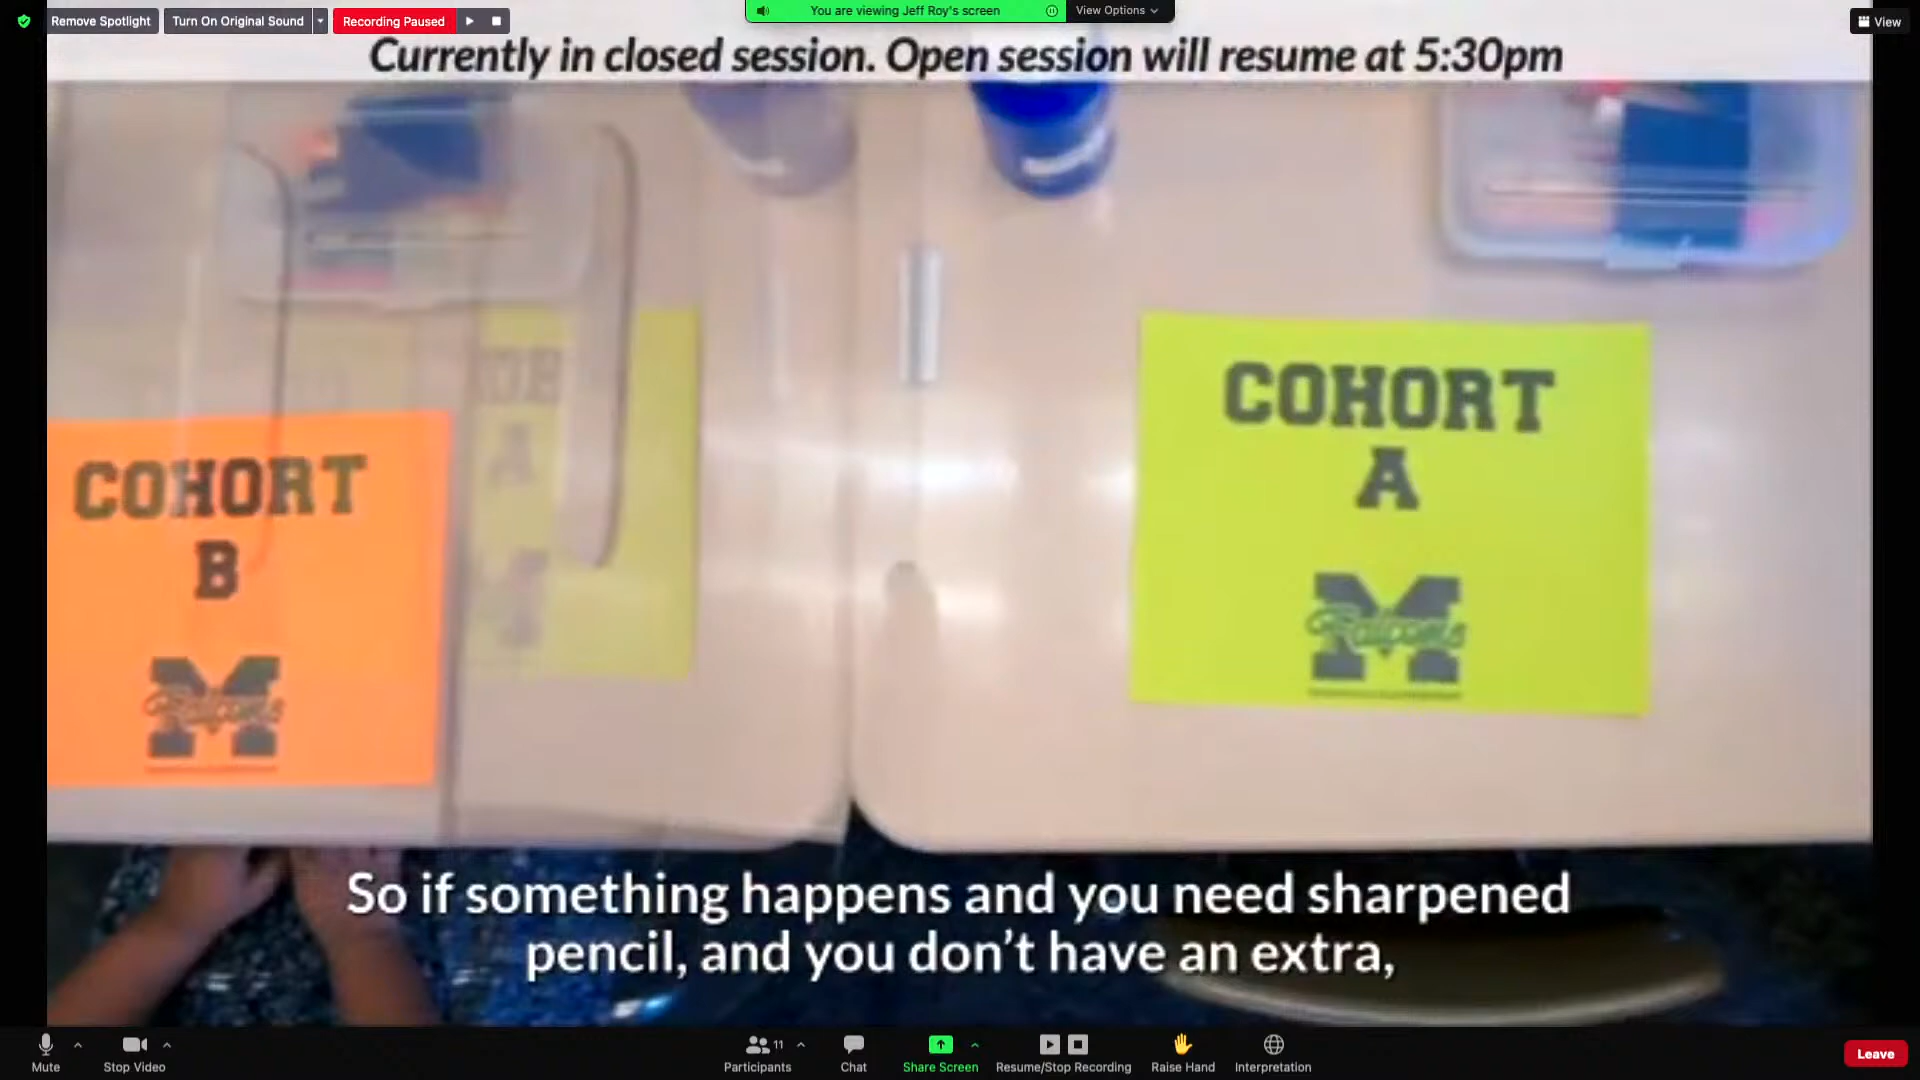 Remove Spotlight
Turn On Original Sound
Recording Paused
You are viewing Jeff Roy's screen
View Options
View
Currently in closed session. Open session will resume at 5:30pm
COHORT
A
M
Falcons
COHORT
B
M
Falcons
A
So if something happens and you need sharpened
pencil, and you don't have an extra,
Mute
Stop Video
Participants
11
Chat
Share Screen
Resume/Stop Recording
Raise Hand
Interpretation
Leave